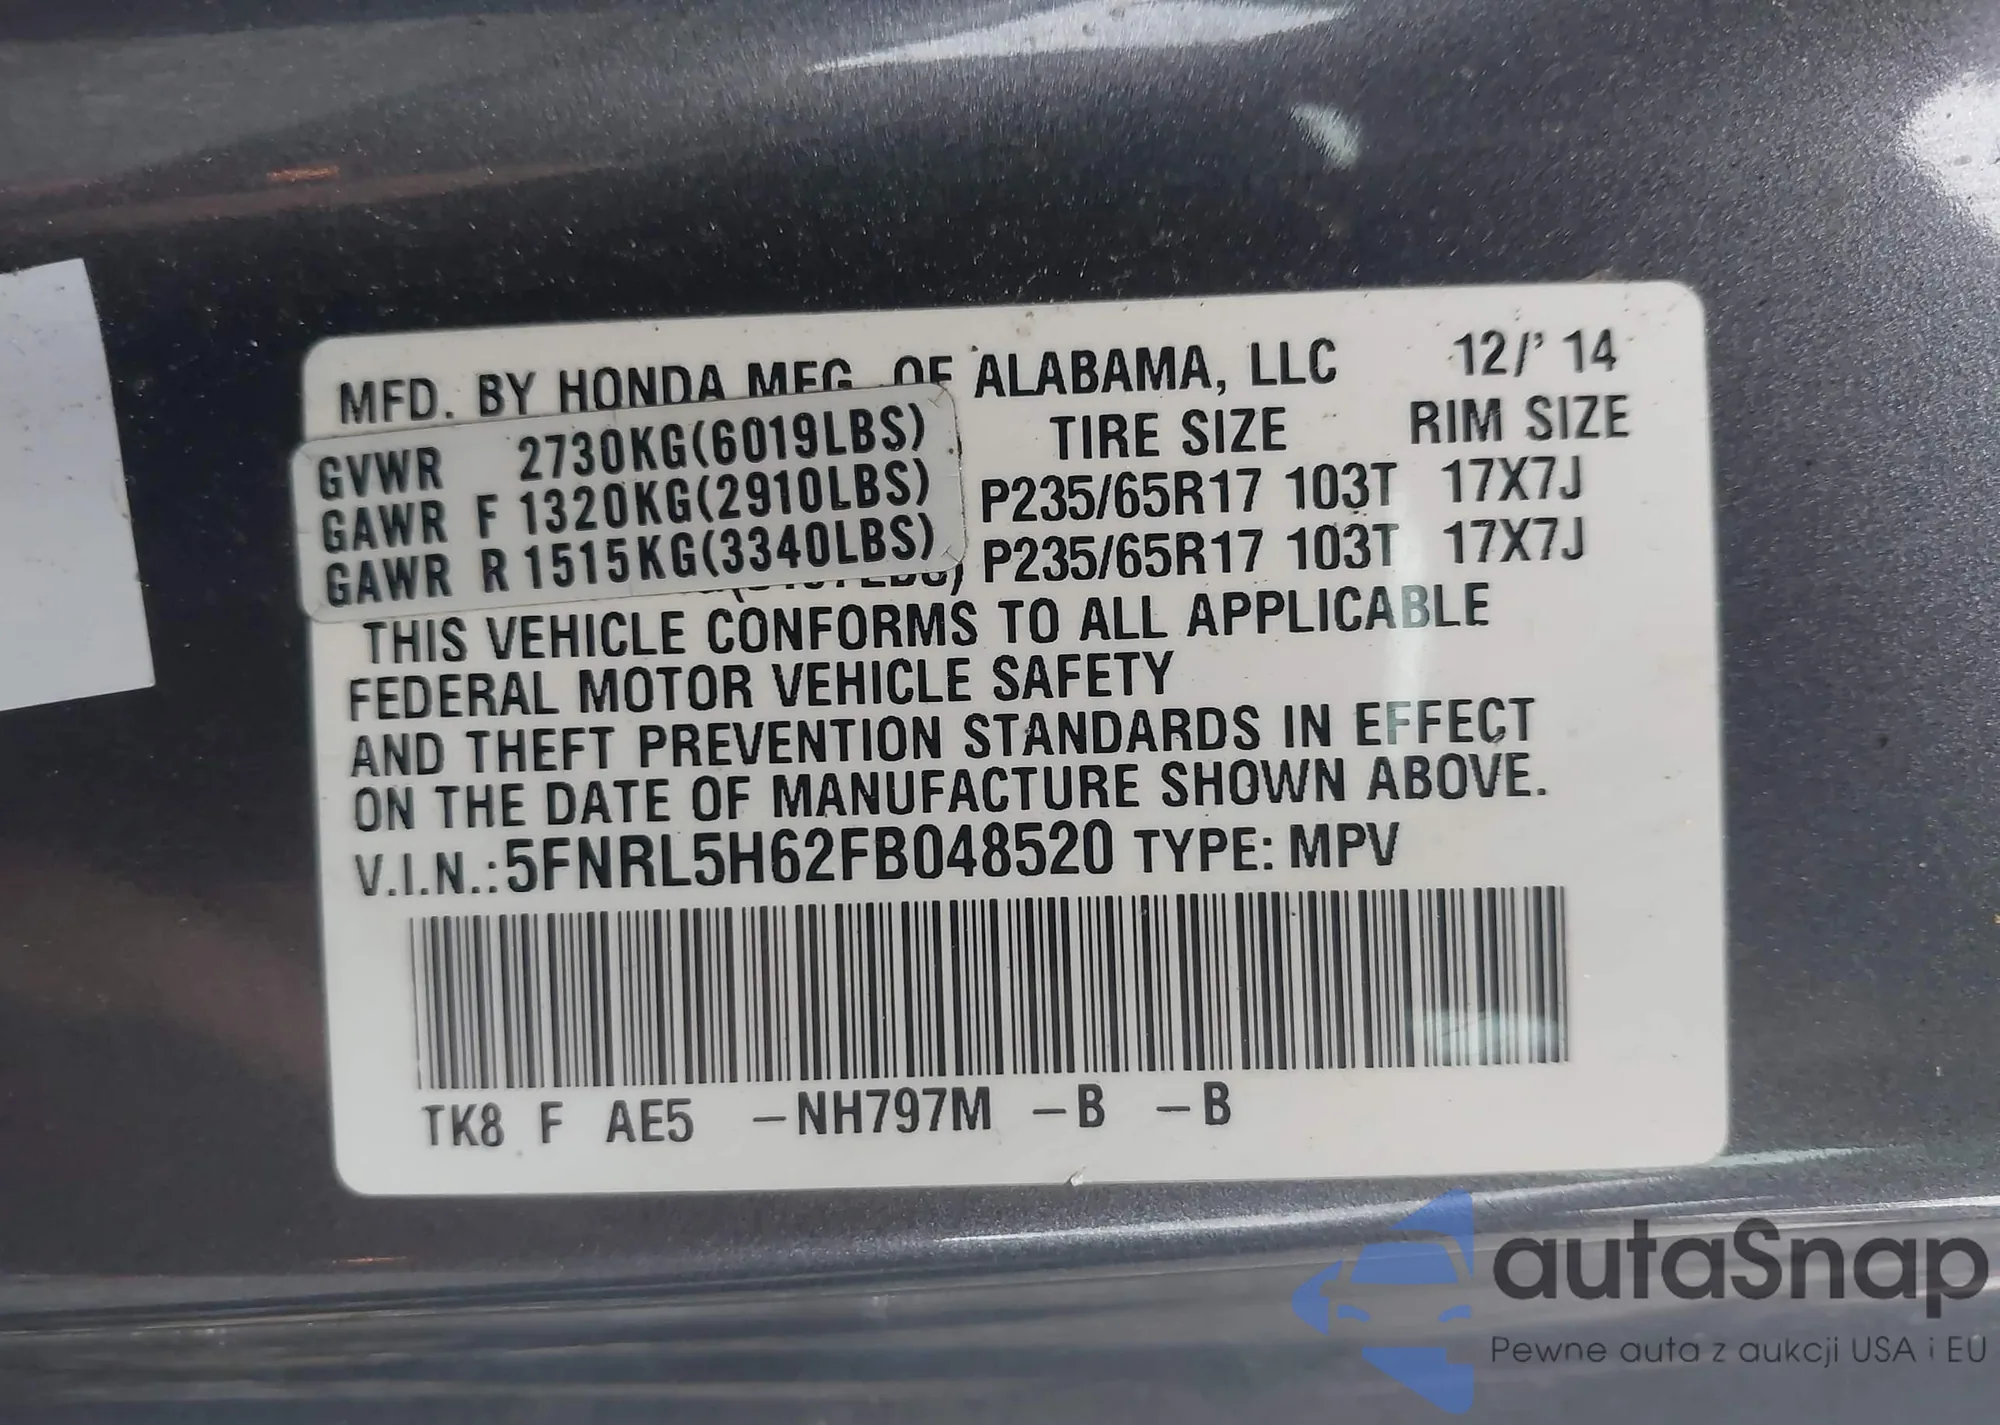 MFD. BY HONDA MFG. OF ALABAMA, LLC 12/' 14
TIRE SIZE RIM SIZE
GVWR 2730KG(6019LBS)
GAWR F 1320KG(2910LBS) P235/65R17 103T 17X7J
GAWR R 1515KG(3340LBS) P235/65R17 103T 17X7J
THIS VEHICLE CONFORMS TO ALL APPLICABLE
FEDERAL MOTOR VEHICLE SAFETY
AND THEFT PREVENTION STANDARDS IN EFFECT
ON THE DATE OF MANUFACTURE SHOWN ABOVE.
V.I.N.:5FNRL5H62FB048520 TYPE: MPV
TK8 F AE5 –NH797M –B –B
autaSnap
Pewne auta z aukcji USA i EU